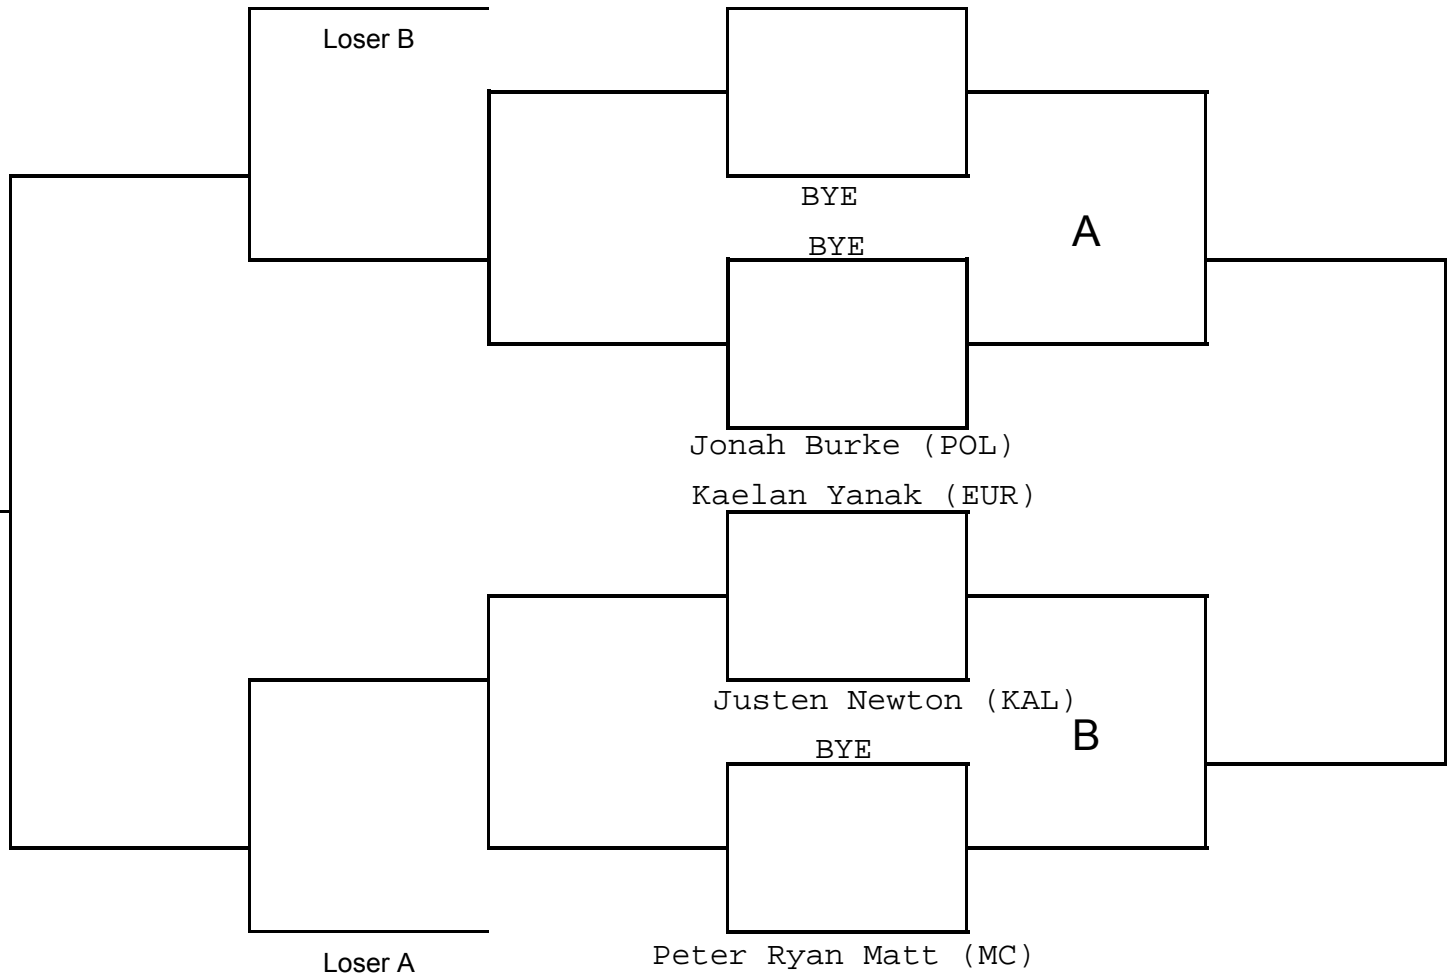 Loser B
BYE
BYE
A
Jonah Burke (POL)
Kaelan Yanak (EUR)
Justen Newton (KAL)
B
BYE
Peter Ryan Matt (MC)
Loser A